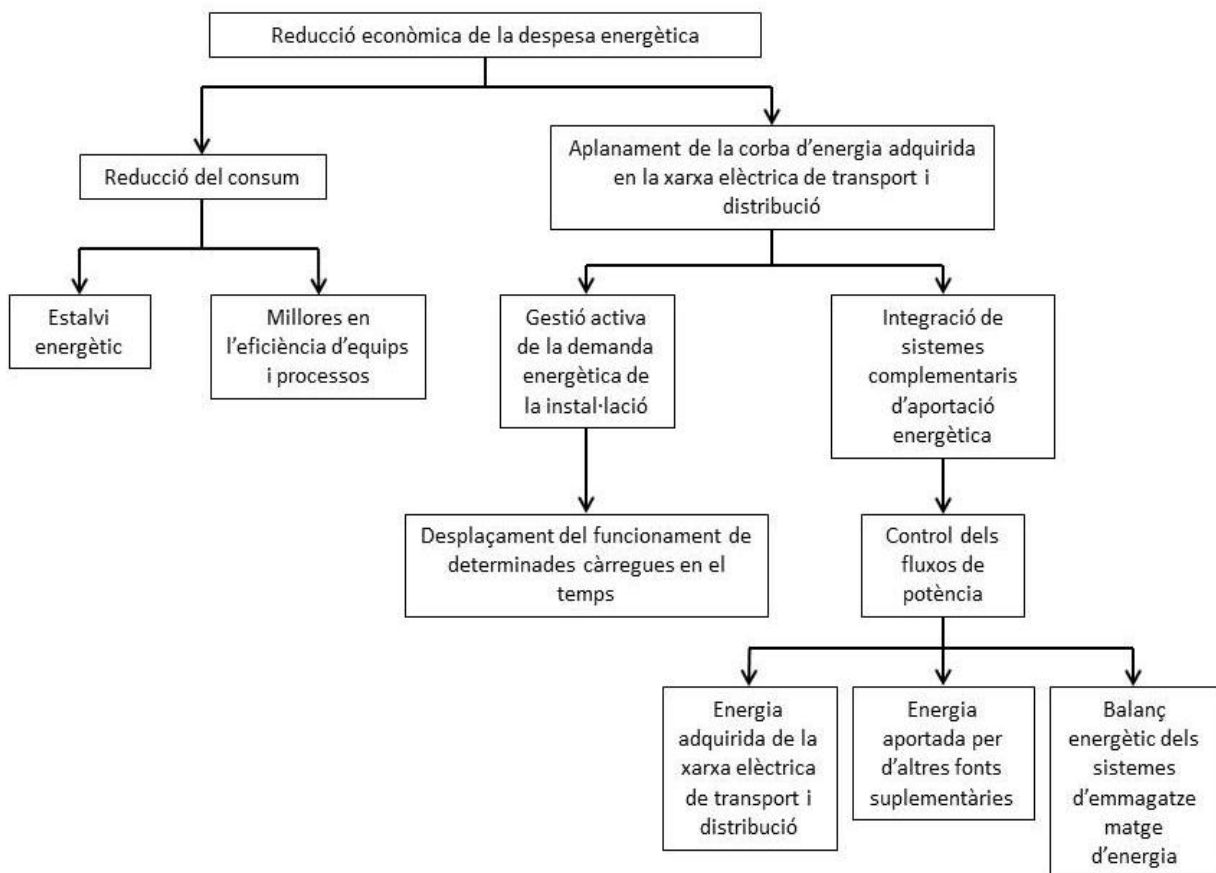 Reducció econòmica de la despesa energètica
Reducció del consum
Aplanament de la corba d'energia adquirida
en la xarxa elèctrica de transport i
distribució
Estalvi
energètic
Millores en
l'eficiència d'equips
i processos
Gestió activa
de la demanda
energètica de
la instal·lació
Integració de
sistemes
complementaris
d'aportació
energètica
Desplaçament del funcionament de
determinades càrregues en el
temps
Control dels
fluxos de
potència
Energia
adquirida de la
xarxa elèctrica
de transport i
distribució
Energia
aportada per
d'altres fonts
suplementàries
Balanç
energètic dels
sistemes
d'emmagatze
matge
d'energia